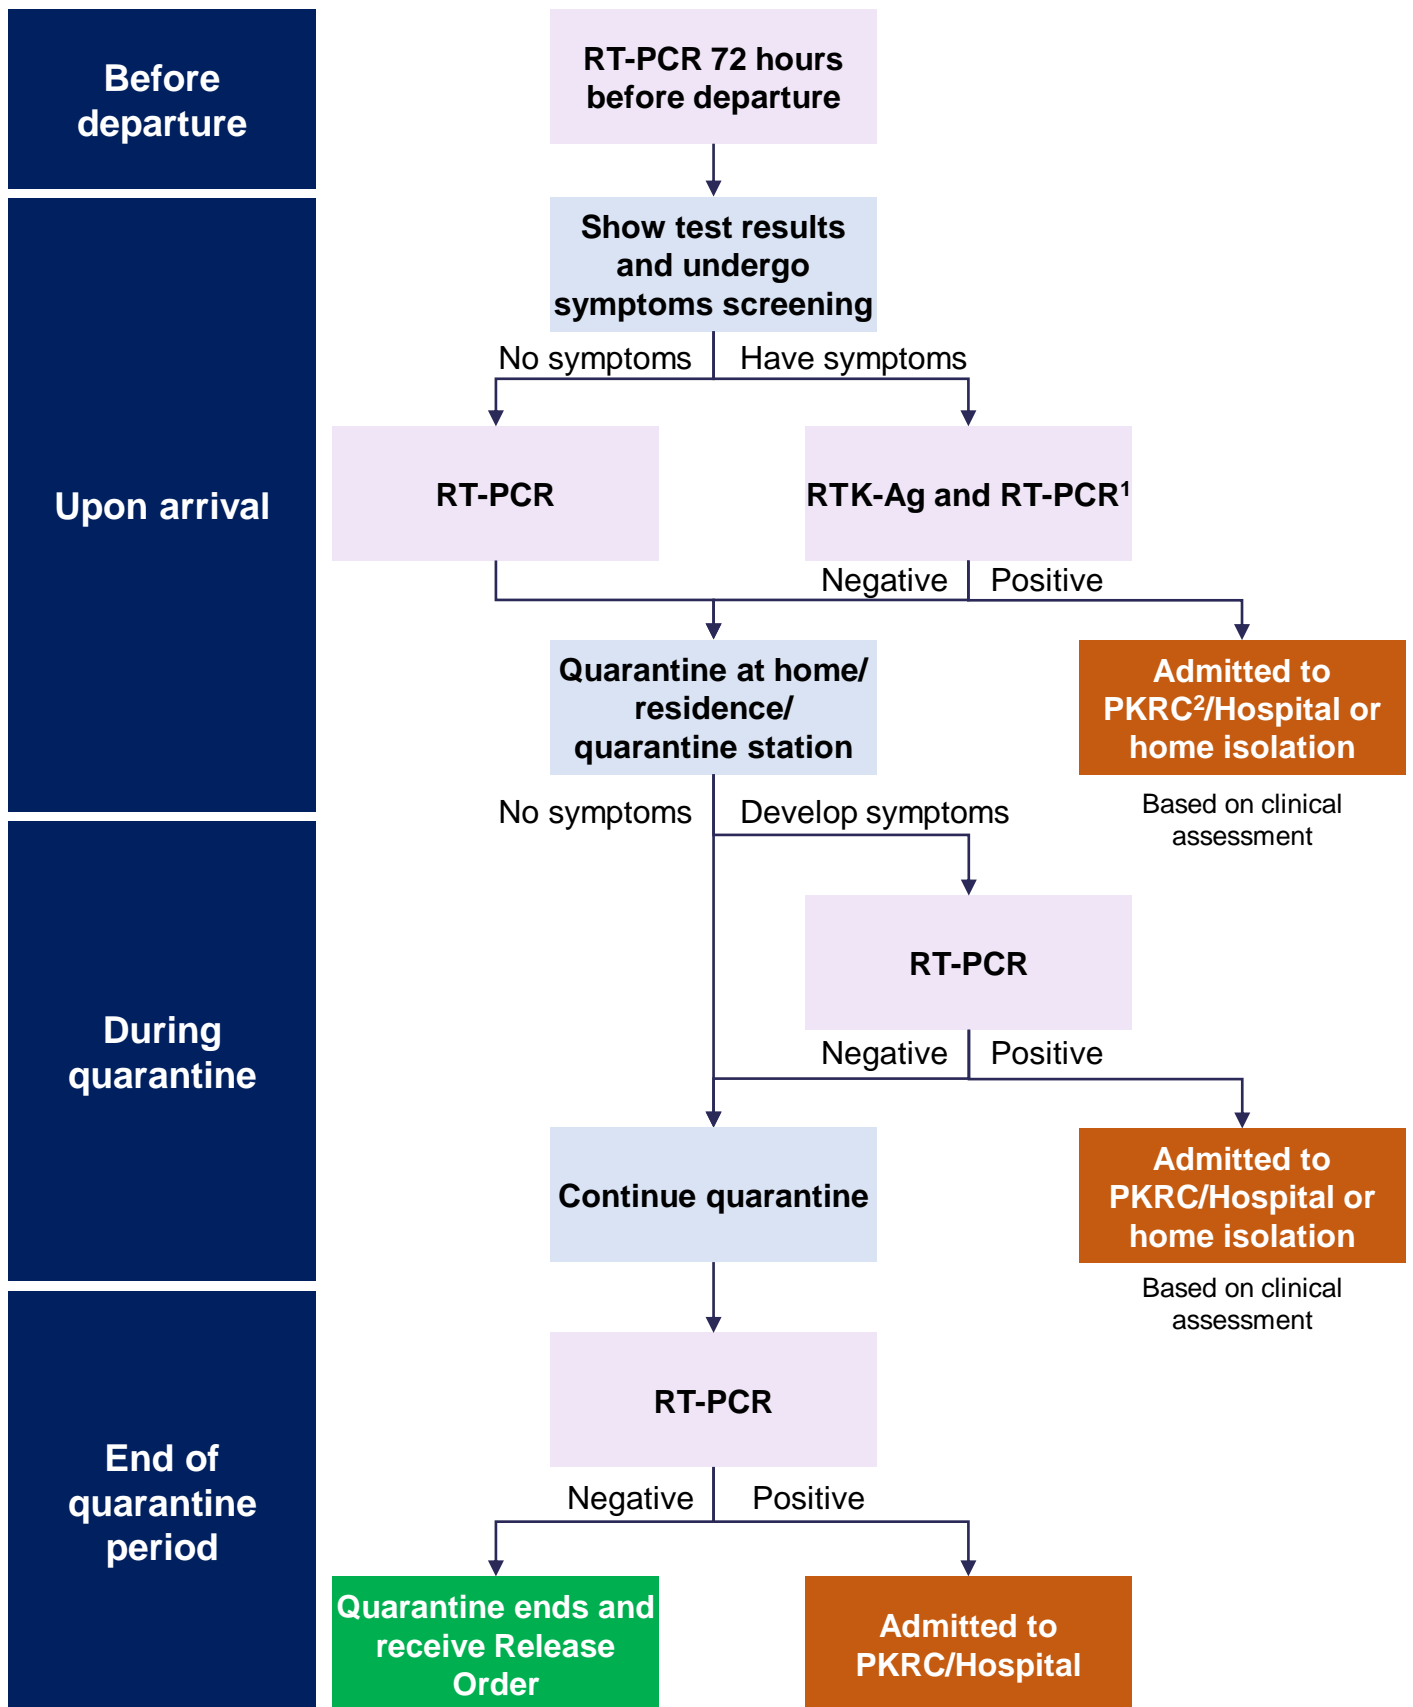 Before
departure
RT-PCR 72 hours
before departure
Show test results
and undergo
symptoms screening
No symptoms
Have symptoms
Upon arrival
RT-PCR
RTK-Ag and RT-PCR¹
Negative
Positive
Quarantine at home/
residence/
quarantine station
Admitted to
PKRC²/Hospital or
home isolation
Based on clinical
assessment
No symptoms
Develop symptoms
During
quarantine
RT-PCR
Negative
Positive
Continue quarantine
Admitted to
PKRC/Hospital or
home isolation
Based on clinical
assessment
End of
quarantine
period
RT-PCR
Negative
Positive
Quarantine ends and
receive Release
Order
Admitted to
PKRC/Hospital